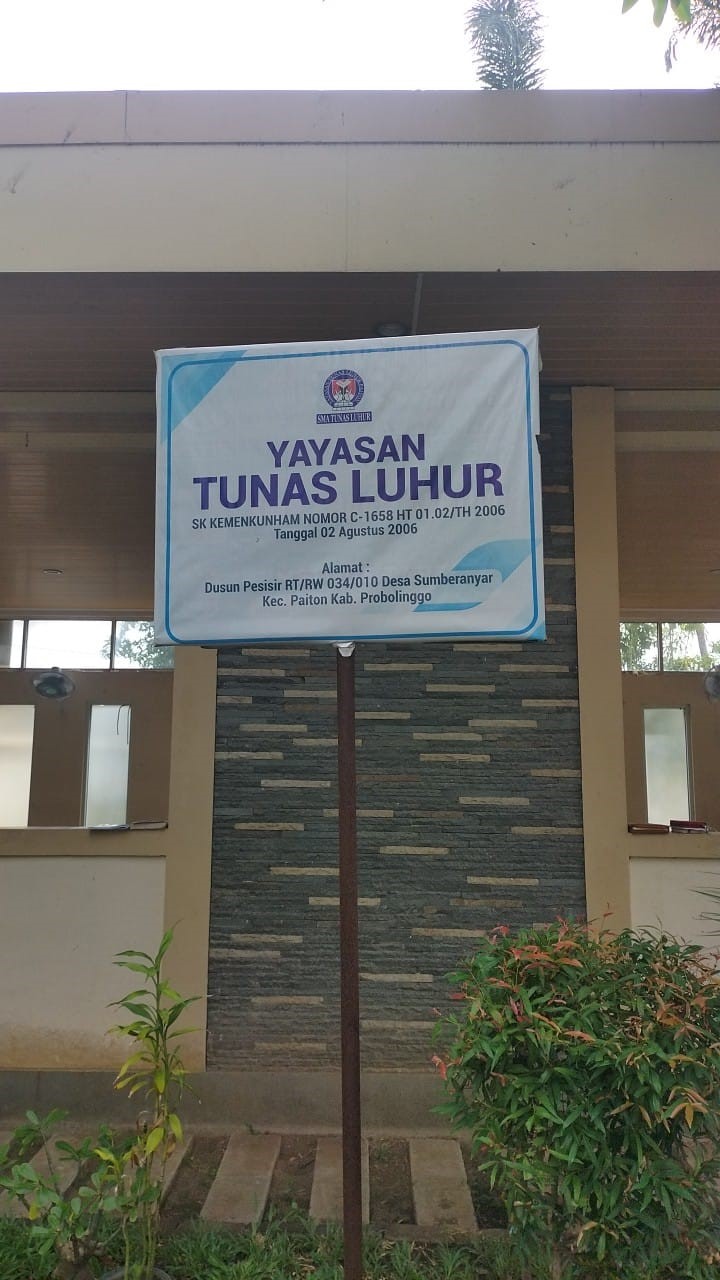 SMA TUNAS LUHUR
YAYASAN
TUNAS LUHUR
SK KEMENKUNHAM NOMOR C-1658 HT 01.02/TH 2006
Tanggal 02 Agustus 2006
Alamat :
Dusun Pesisir RT/RW 034/010 Desa Sumberanyar
Kec. Paiton Kab. Probolinggo